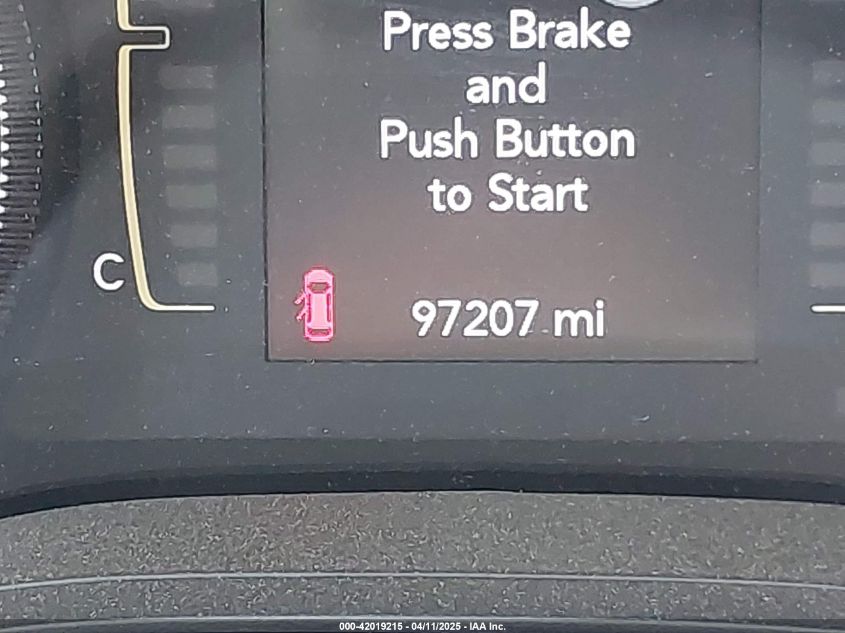 Press Brake
and
Push Button
to Start
C
97207 mi
000-42019215 - 04/11/2025 - IAA Inc.